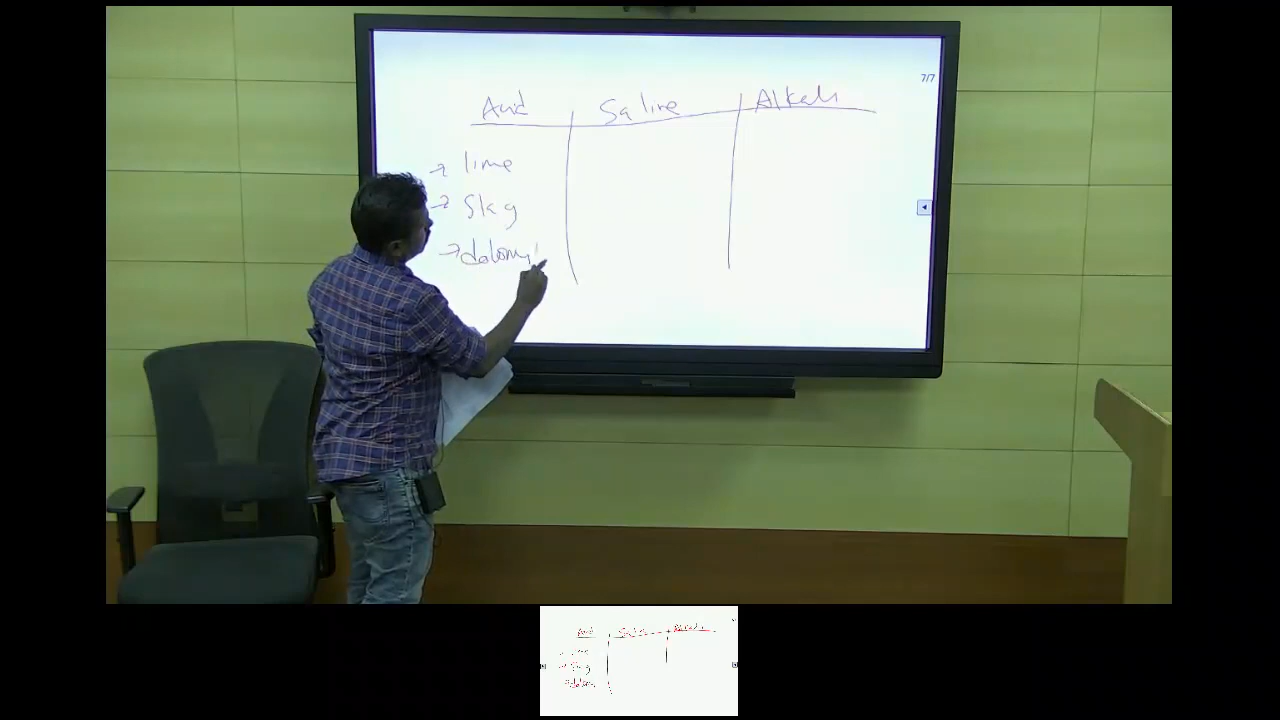 7/7
Acid Saline Alkali
→ lime
→ Slag
→ dolomi